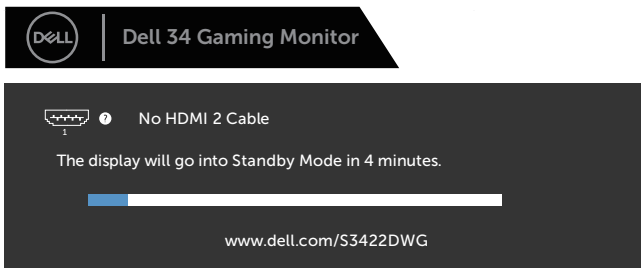 DELL
Dell 34 Gaming Monitor
? No HDMI 2 Cable
1
The display will go into Standby Mode in 4 minutes.
www.dell.com/S3422DWG